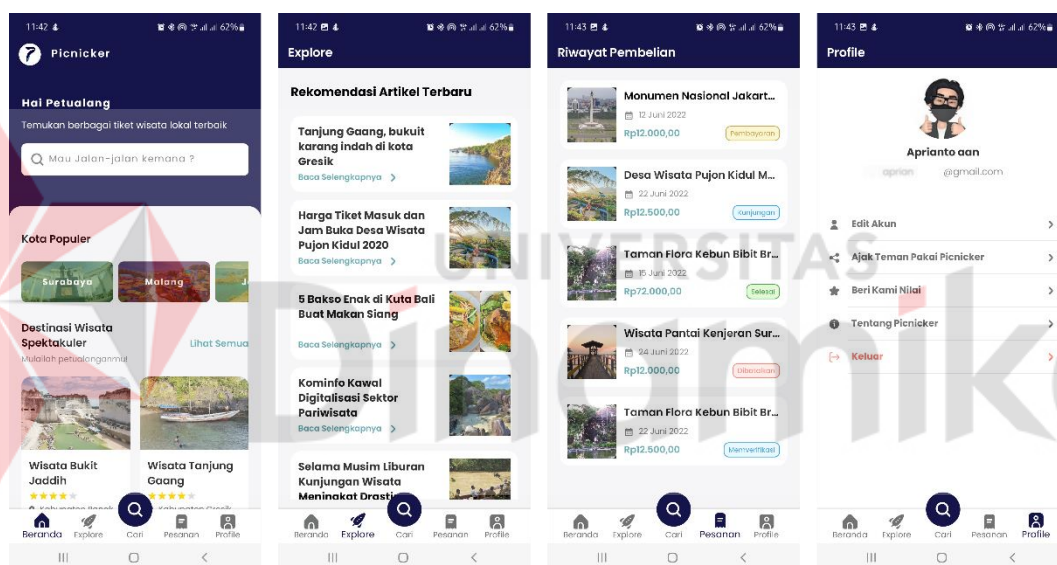 11:42 62%
Picnicker
Hai Petualang
Temukan berbagai tiket wisata lokal terbaik
Mau Jalan-jalan kemana ?
Kota Populer
Surabaya Malang J
Destinasi Wisata
Spektakuler Lihat Semua
Mulailah petualanganmu!
Wisata Bukit
Jaddih
Wisata Tanjung
Gaang
Beranda Explore Cari Pesanan Profile
11:42 62%
Explore
Rekomendasi Artikel Terbaru
Tanjung Gaang, bukuit
karang indah di kota
Gresik
Baca Selengkapnya >
Harga Tiket Masuk dan
Jam Buka Desa Wisata
Pujon Kidul 2020
Baca Selengkapnya >
5 Bakso Enak di Kuta Bali
Buat Makan Siang
Baca Selengkapnya >
Kominfo Kawal
Digitalisasi Sektor
Pariwisata
Baca Selengkapnya >
Selama Musim Liburan
Kunjungan Wisata
Meningkat Drastis
Beranda Explore Cari Pesanan Profile
11:43 62%
Riwayat Pembelian
Monumen Nasional Jakart...
12 Juni 2022
Rp12.000,00 Pembayaran
Desa Wisata Pujon Kidul M...
22 Juni 2022
Rp12.500,00 Kunjungan
Taman Flora Kebun Bibit Br...
15 Juni 2022
Rp72.000,00 Selesai
Wisata Pantai Kenjeran Sur...
24 Juni 2022
Rp12.000,00 Dibatalkan
Taman Flora Kebun Bibit Br...
22 Juni 2022
Rp12.500,00 Memverifikasi
Beranda Explore Cari Pesanan Profile
11:43 62%
Profile
Aprianto aan
aprian @gmail.com
Edit Akun >
Ajak Teman Pakai Picnicker >
Beri Kami Nilai >
Tentang Picnicker >
Keluar >
Beranda Explore Cari Pesanan Profile
UNIVERSITAS
Dinamik